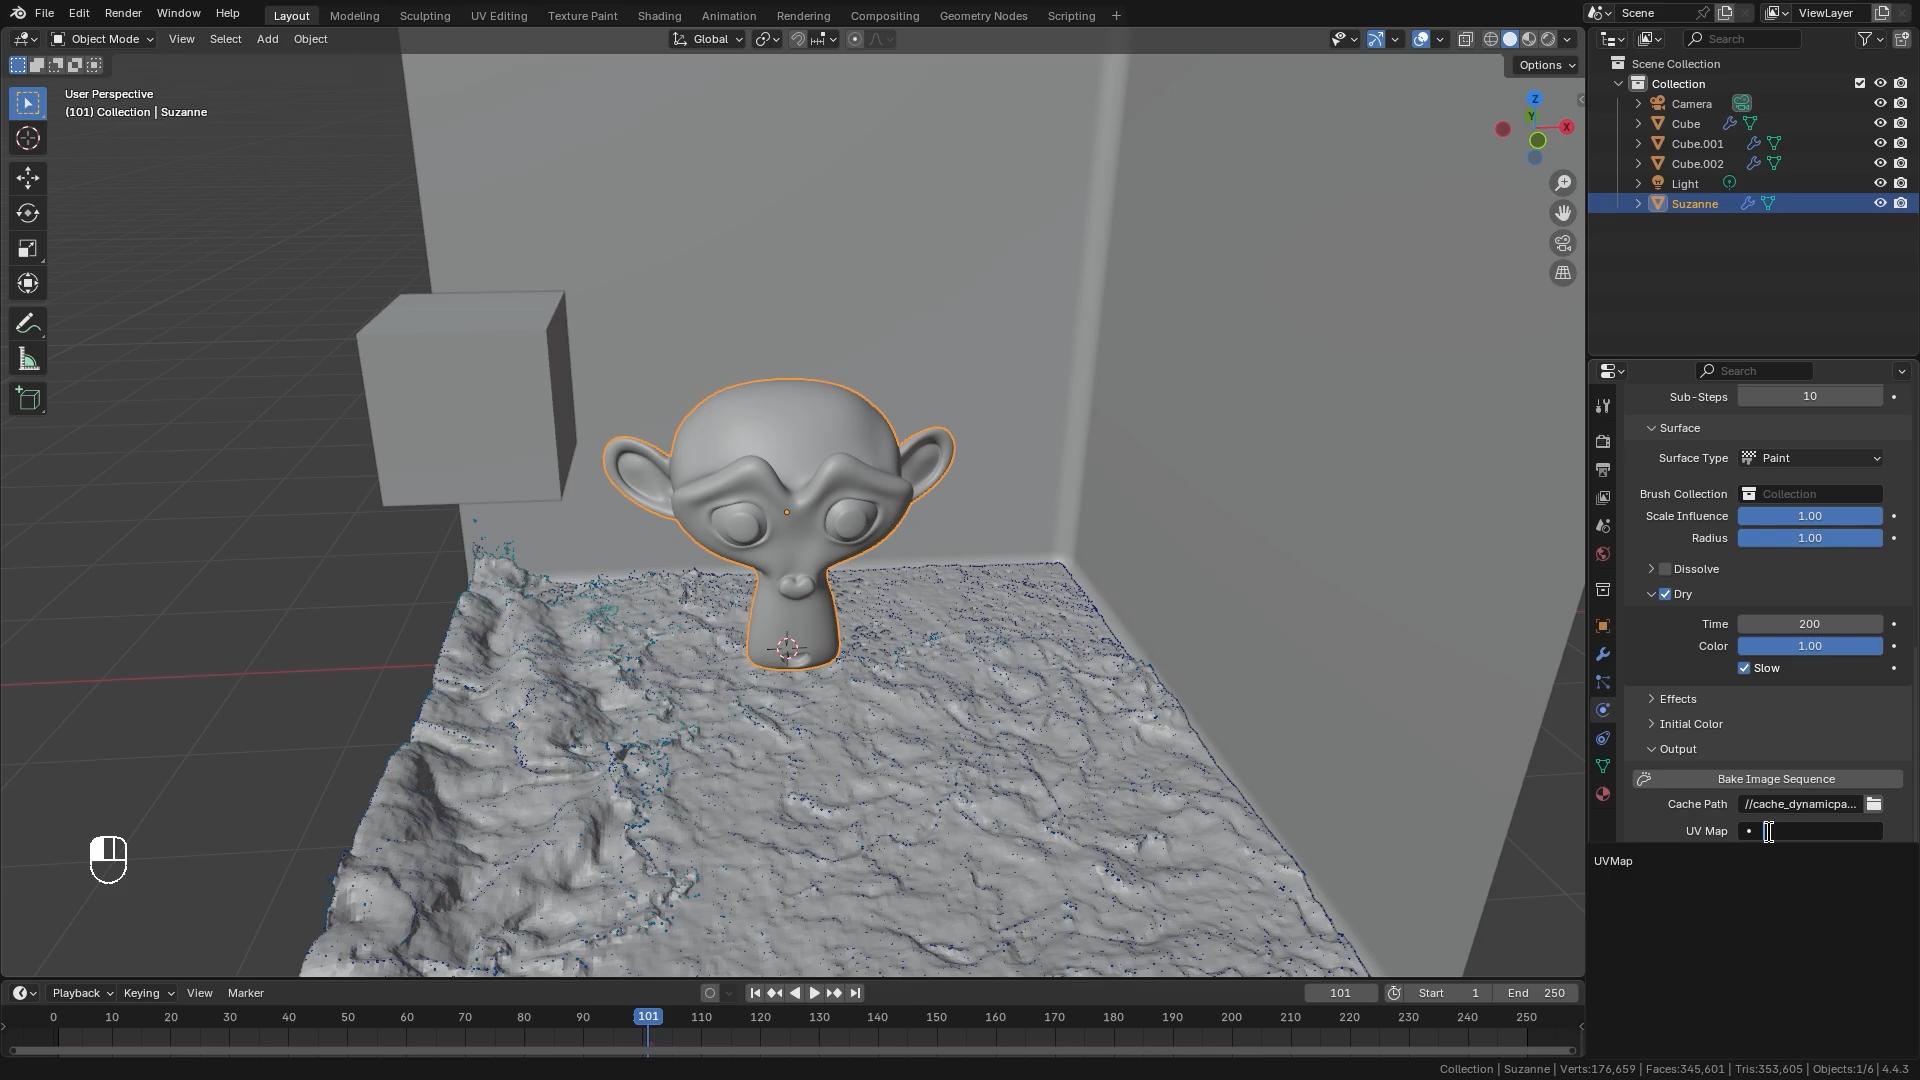 File Edit Render Window Help Layout Modeling Sculpting UV Editing Texture Paint Shading Animation Rendering Compositing Geometry Nodes Scripting + Scene ViewLayer
Object Mode View Select Add Object Global Search
Options
User Perspective
(101) Collection | Suzanne
Z
Y
X
Scene Collection
Collection
Camera
Cube
Cube.001
Cube.002
Light
Suzanne
Search
Sub-Steps 10
Surface
Surface Type Paint
Brush Collection Collection
Scale Influence 1.00
Radius 1.00
Dissolve
Dry
Time 200
Color 1.00
Slow
Effects
Initial Color
Output
Bake Image Sequence
Cache Path //cache_dynamicpa...
UV Map
UVMap
Playback Keying View Marker 101 Start 1 End 250
0 10 20 30 40 50 60 70 80 90 101 110 120 130 140 150 160 170 180 190 200 210 220 230 240 250
Collection | Suzanne | Verts:176,659 | Faces:345,601 | Tris:353,605 | Objects:1/6 | 4.4.3